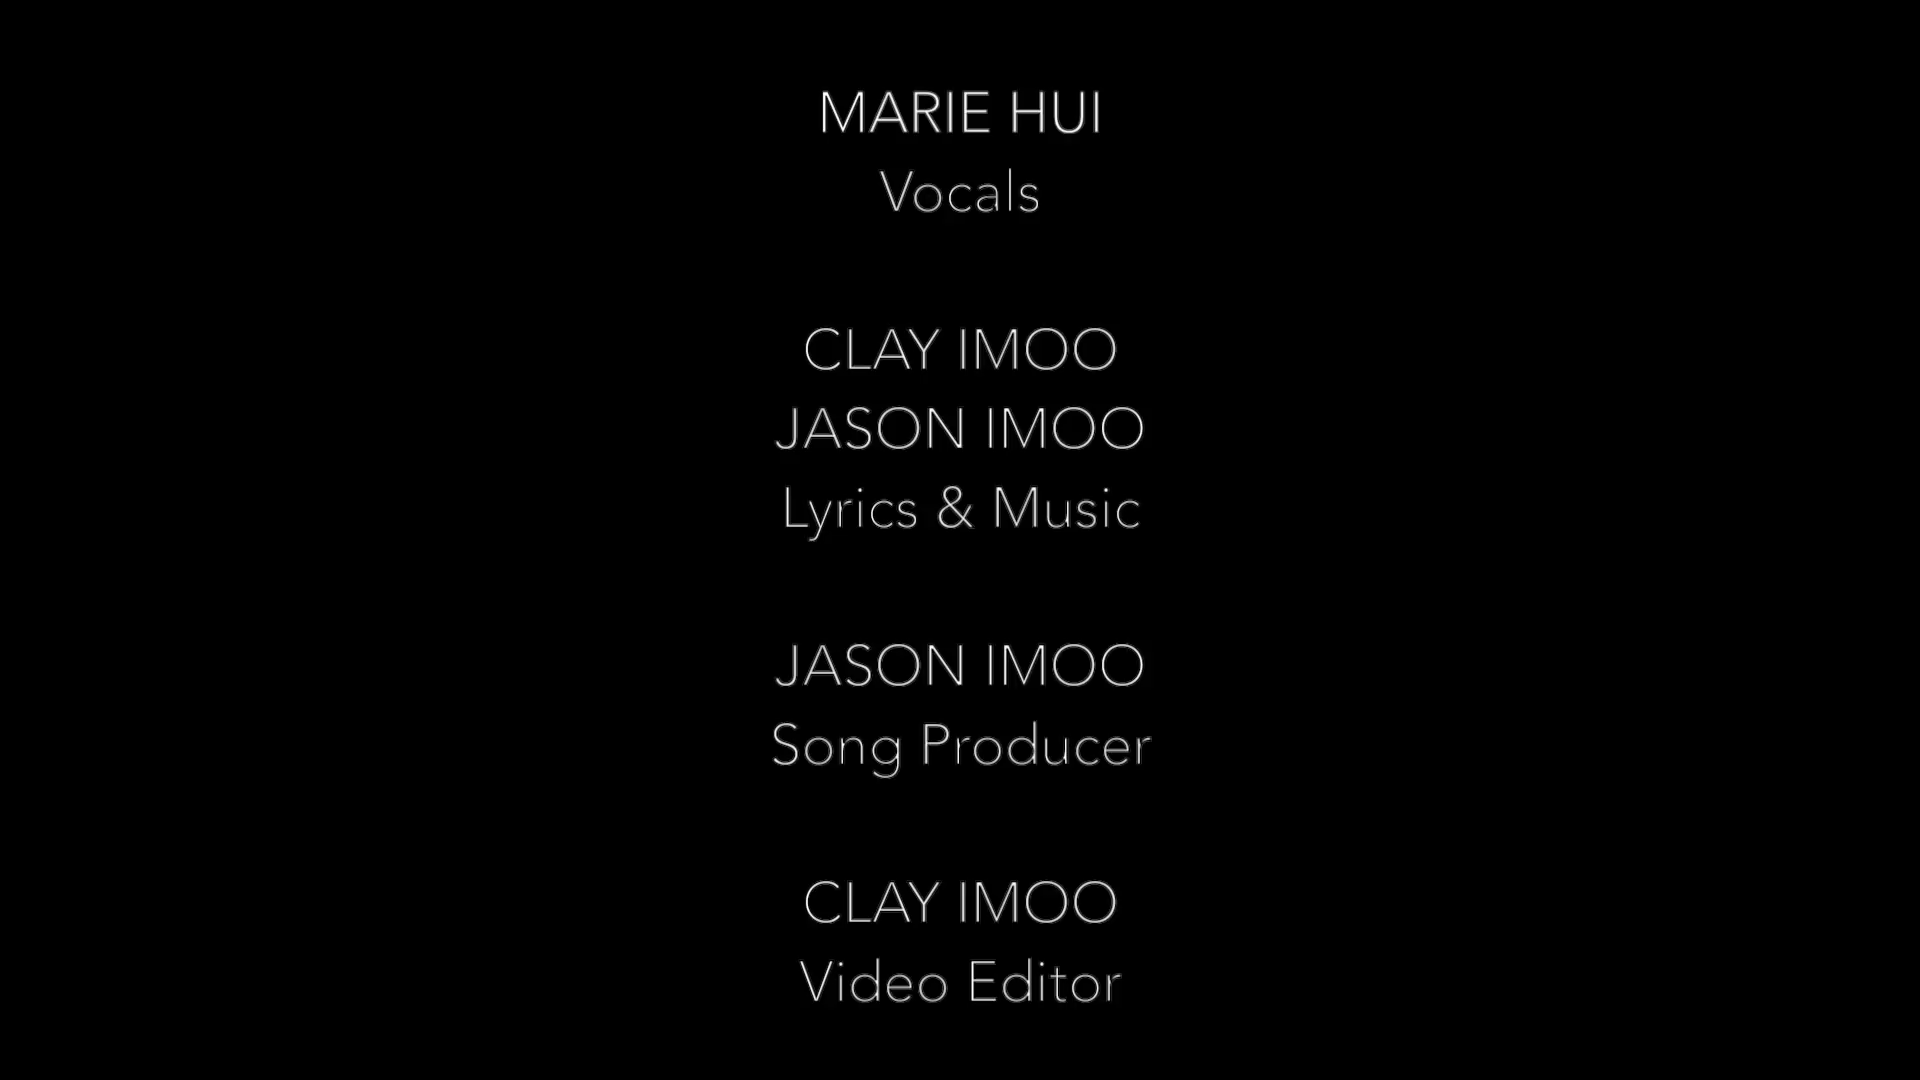 MARIE HUI
Vocals
CLAY IMOO
JASON IMOO
Lyrics & Music
JASON IMOO
Song Producer
CLAY IMOO
Video Editor